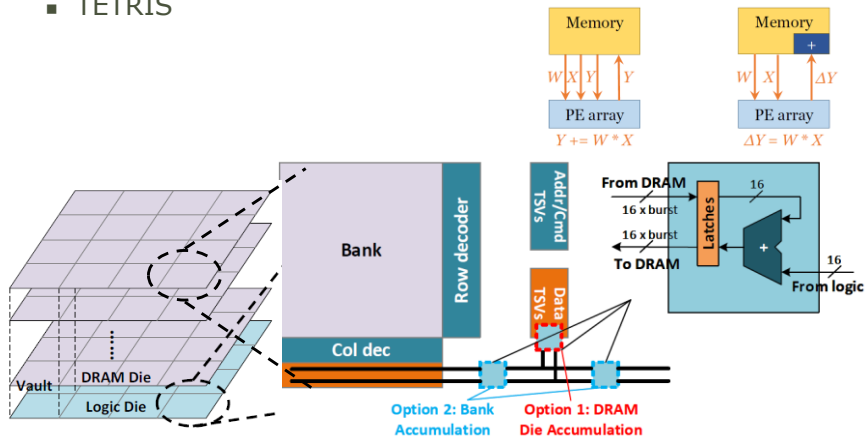 ▪ TETRIS
Memory
W X Y Y
PE array
Y += W * X
Memory
+
W X ΔY
PE array
ΔY = W * X
Vault
DRAM Die
Logic Die
Bank
Row decoder
Col dec
Addr/Cmd
TSVs
Data
TSVs
Option 2: Bank
Accumulation
Option 1: DRAM
Die Accumulation
From DRAM
16 x burst
16 x burst
To DRAM
Latches
16
+
16
From logic